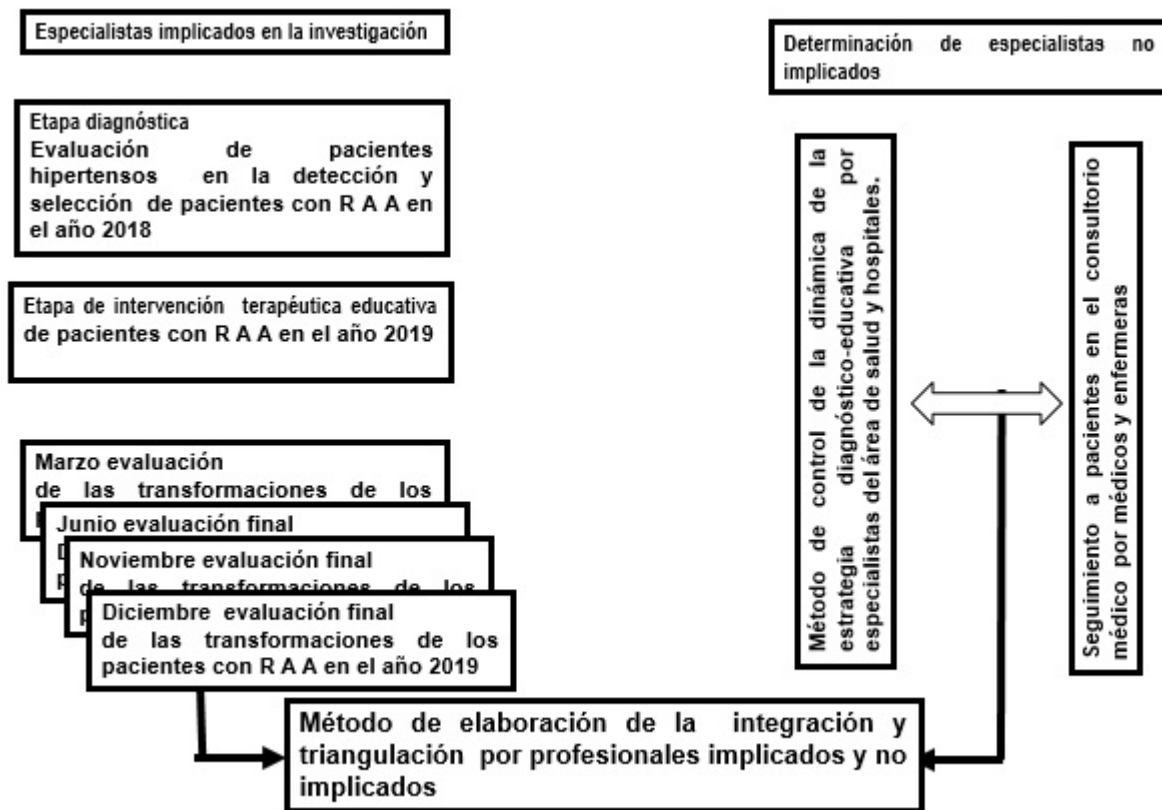 Especialistas implicados en la investigación
Determinación de especialistas no
implicados
Etapa diagnóstica
Evaluación de pacientes
hipertensos en la detección y
selección de pacientes con R A A en
el año 2018
Etapa de intervención terapéutica educativa
de pacientes con R A A en el año 2019
Marzo evaluación
de las transformaciones de los
Junio evaluación final
Noviembre evaluación final
de las transformaciones de los
Diciembre evaluación final
de las transformaciones de los
pacientes con R A A en el año 2019
Método de control de la dinámica de la
estrategia diagnóstico-educativa por
especialistas del área de salud y hospitales.
Seguimiento a pacientes en el consultorio
médico por médicos y enfermeras
Método de elaboración de la integración y
triangulación por profesionales implicados y no
implicados